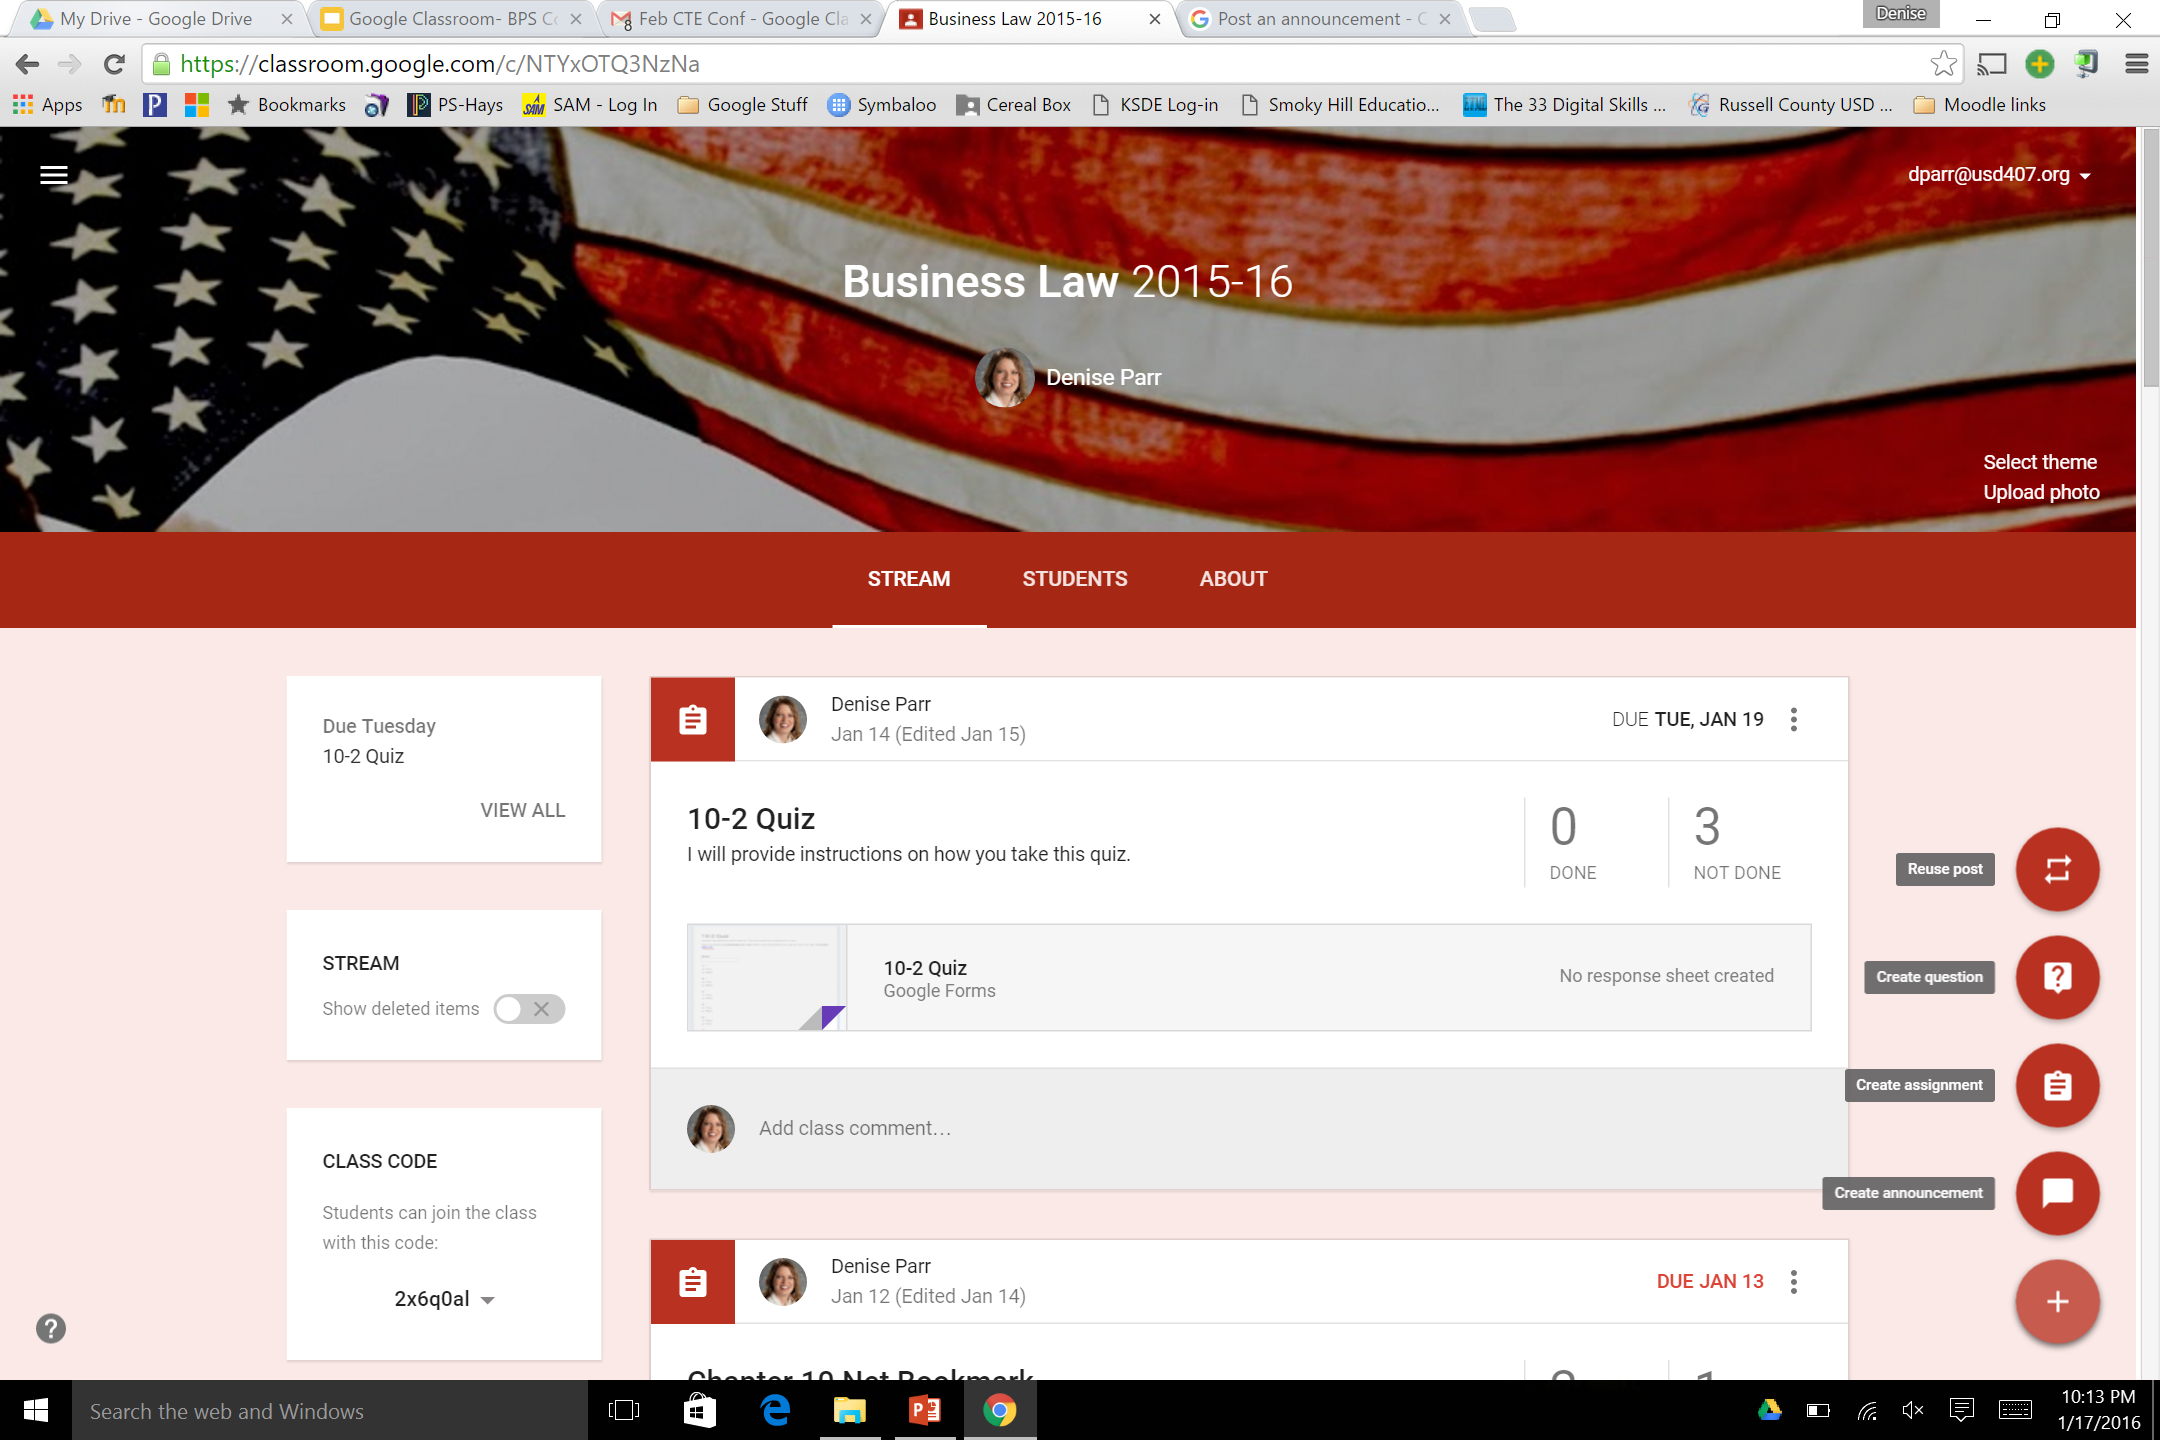 My Drive - Google Drive
Google Classroom- BPS Co
Feb CTE Conf - Google Cla
Business Law 2015-16
Post an announcement - C
Denise
https://classroom.google.com/c/NTYxOTQ3NzNa
Apps
Bookmarks
PS-Hays
SAM - Log In
Google Stuff
Symbaloo
Cereal Box
KSDE Log-in
Smoky Hill Educatio...
The 33 Digital Skills ...
Russell County USD ...
Moodle links
dparr@usd407.org
Business Law 2015-16
Denise Parr
Select theme
Upload photo
STREAM
STUDENTS
ABOUT
Due Tuesday
10-2 Quiz
VIEW ALL
STREAM
Show deleted items
CLASS CODE
Students can join the class
with this code:
2x6q0al
Denise Parr
Jan 14 (Edited Jan 15)
DUE TUE, JAN 19
10-2 Quiz
I will provide instructions on how you take this quiz.
0
DONE
3
NOT DONE
10-2 Quiz
Google Forms
No response sheet created
Add class comment…
Denise Parr
Jan 12 (Edited Jan 14)
DUE JAN 13
Chapter 10 Net Bookmark
Reuse post
Create question
Create assignment
Create announcement
Search the web and Windows
10:13 PM
1/17/2016